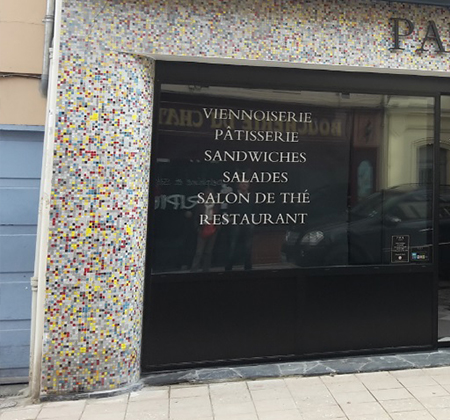 PA
VIENNOISERIE
PÂTISSERIE
SANDWICHES
SALADES
SALON DE THÉ
RESTAURANT